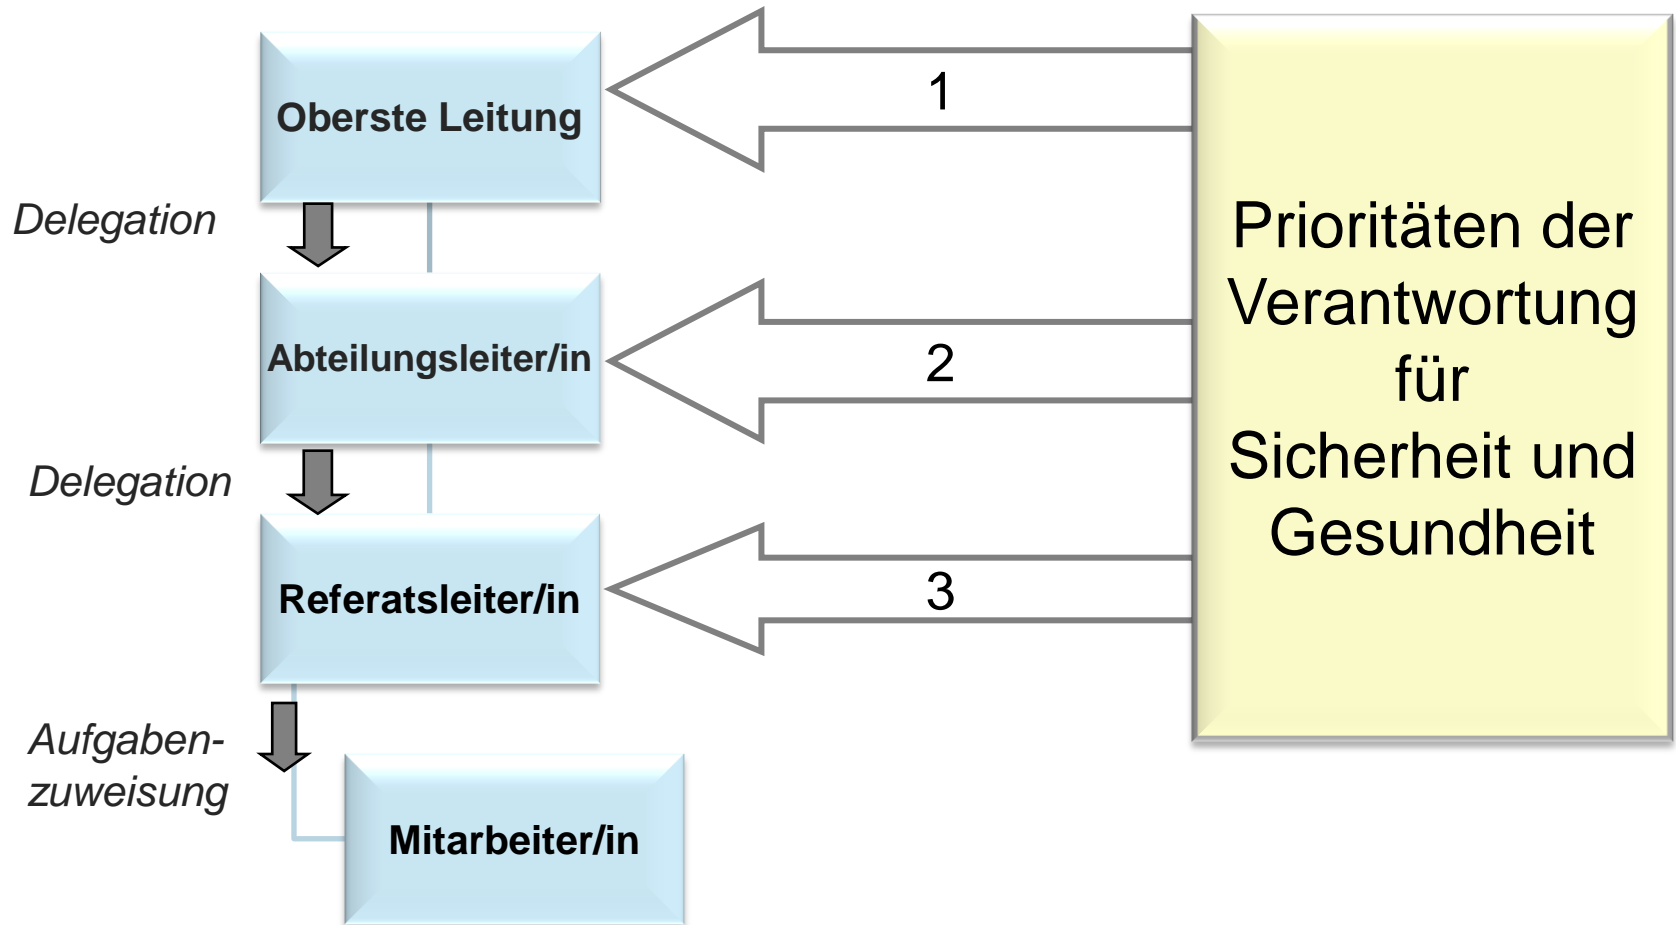 Oberste Leitung
1
Delegation
Abteilungsleiter/in
2
Delegation
Referatsleiter/in
3
Aufgaben-
zuweisung
Mitarbeiter/in
Prioritäten der
Verantwortung
für
Sicherheit und
Gesundheit